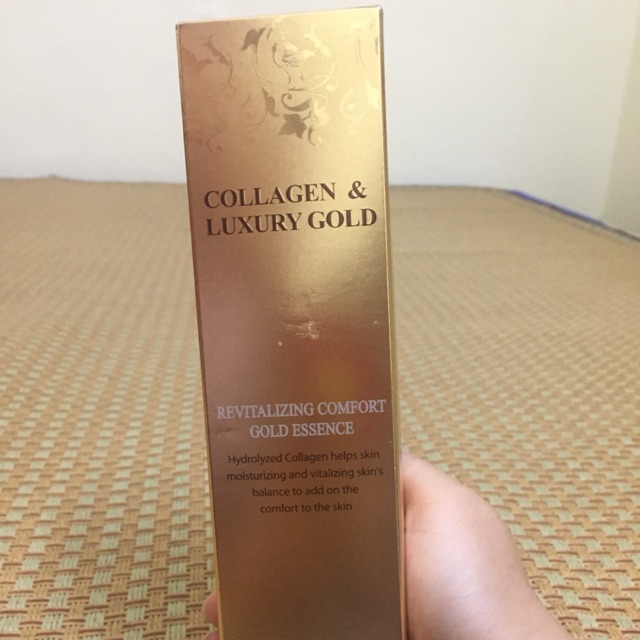 COLLAGEN &
LUXURY GOLD
REVITALIZING COMFORT
GOLD ESSENCE
Hydrolyzed Collagen helps skin
moisturizing and vitalizing skin's
balance to add on the
comfort to the skin